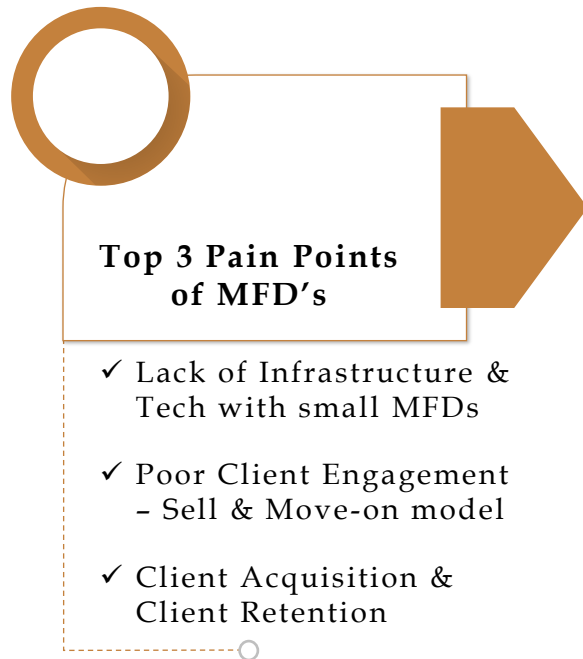 Top 3 Pain Points
of MFD’s
✓ Lack of Infrastructure &
Tech with small MFDs
✓ Poor Client Engagement
– Sell & Move-on model
✓ Client Acquisition &
Client Retention